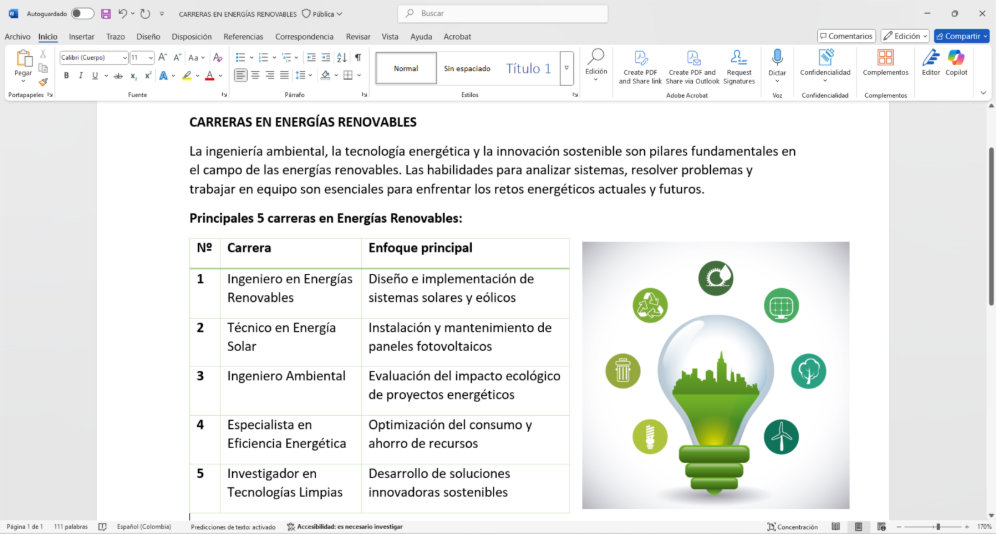 Autoguardado
CARRERAS EN ENERGÍAS RENOVABLES
Pública
Buscar
Archivo Inicio Insertar Trazo Diseño Disposición Referencias Correspondencia Revisar Vista Ayuda Acrobat
Comentarios Edición Compartir
Pegar
Calibri (Cuerpo) 11
Normal Sin espaciado Título 1
Edición
Create PDF and Share link
Create PDF and Share via Outlook
Request Signatures
Dictar
Confidencialidad
Complementos
Editor Copilot
Portapapeles Fuente Párrafo Estilos Adobe Acrobat Voz Confidencialidad Complementos
CARRERAS EN ENERGÍAS RENOVABLES
La ingeniería ambiental, la tecnología energética y la innovación sostenible son pilares fundamentales en
el campo de las energías renovables. Las habilidades para analizar sistemas, resolver problemas y
trabajar en equipo son esenciales para enfrentar los retos energéticos actuales y futuros.
Principales 5 carreras en Energías Renovables:
Nº Carrera Enfoque principal
1 Ingeniero en Energías Renovables Diseño e implementación de sistemas solares y eólicos
2 Técnico en Energía Solar Instalación y mantenimiento de paneles fotovoltaicos
3 Ingeniero Ambiental Evaluación del impacto ecológico de proyectos energéticos
4 Especialista en Eficiencia Energética Optimización del consumo y ahorro de recursos
5 Investigador en Tecnologías Limpias Desarrollo de soluciones innovadoras sostenibles
Página 1 de 1 111 palabras Español (Colombia) Predicciones de texto: activado Accesibilidad: es necesario investigar Concentración 170%